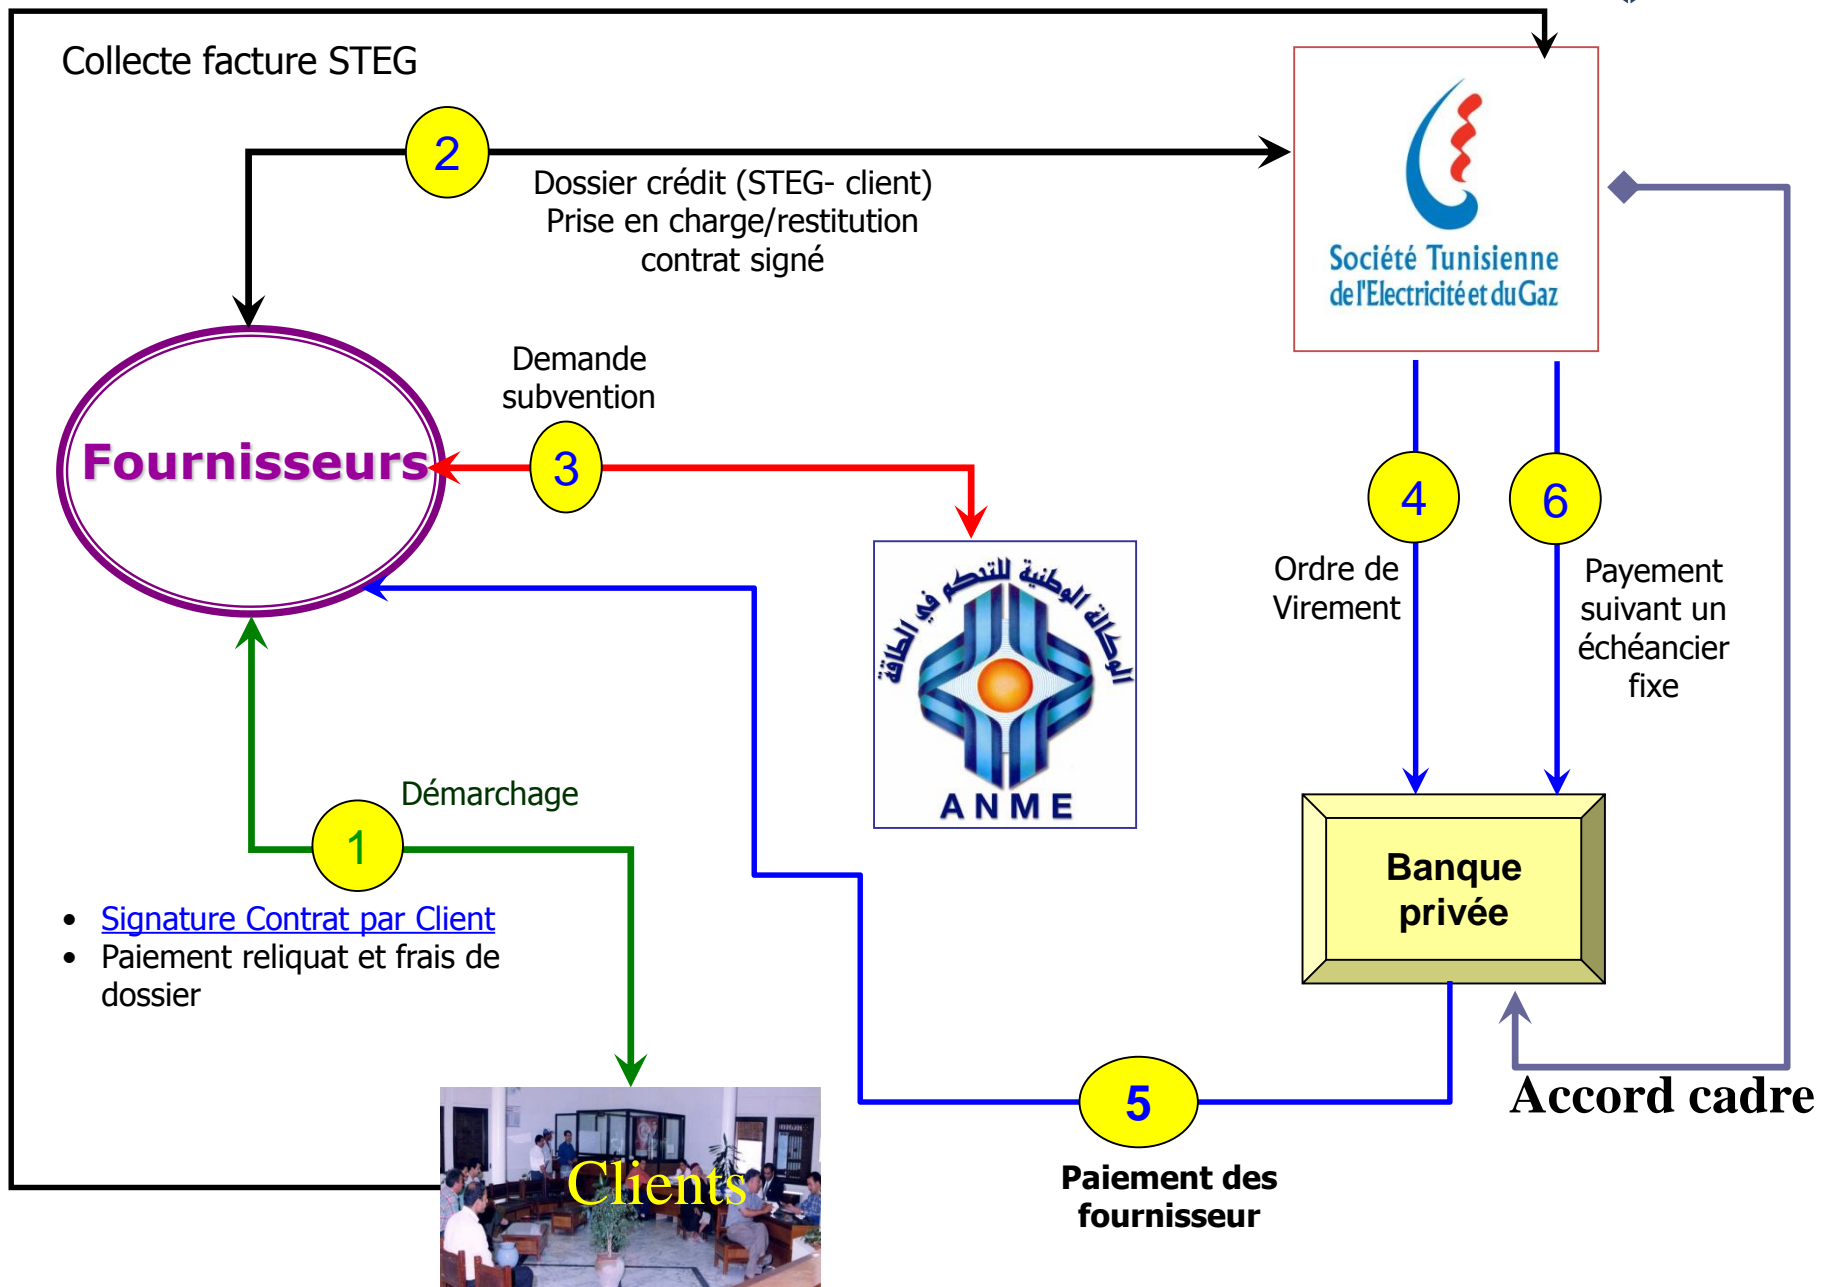 Collecte facture STEG
2
Dossier crédit (STEG- client)
Prise en charge/restitution
contrat signé
Société Tunisienne
de l'Electricité et du Gaz
Demande
subvention
Fournisseurs
3
4
6
Ordre de
Virement
Payement
suivant un
échéancier
fixe
الوكالة الوطنية للتحكم في الطاقة
ANME
Démarchage
1
Banque
privée
• Signature Contrat par Client
• Paiement reliquat et frais de
dossier
5
Accord cadre
Clients
Paiement des
fournisseur